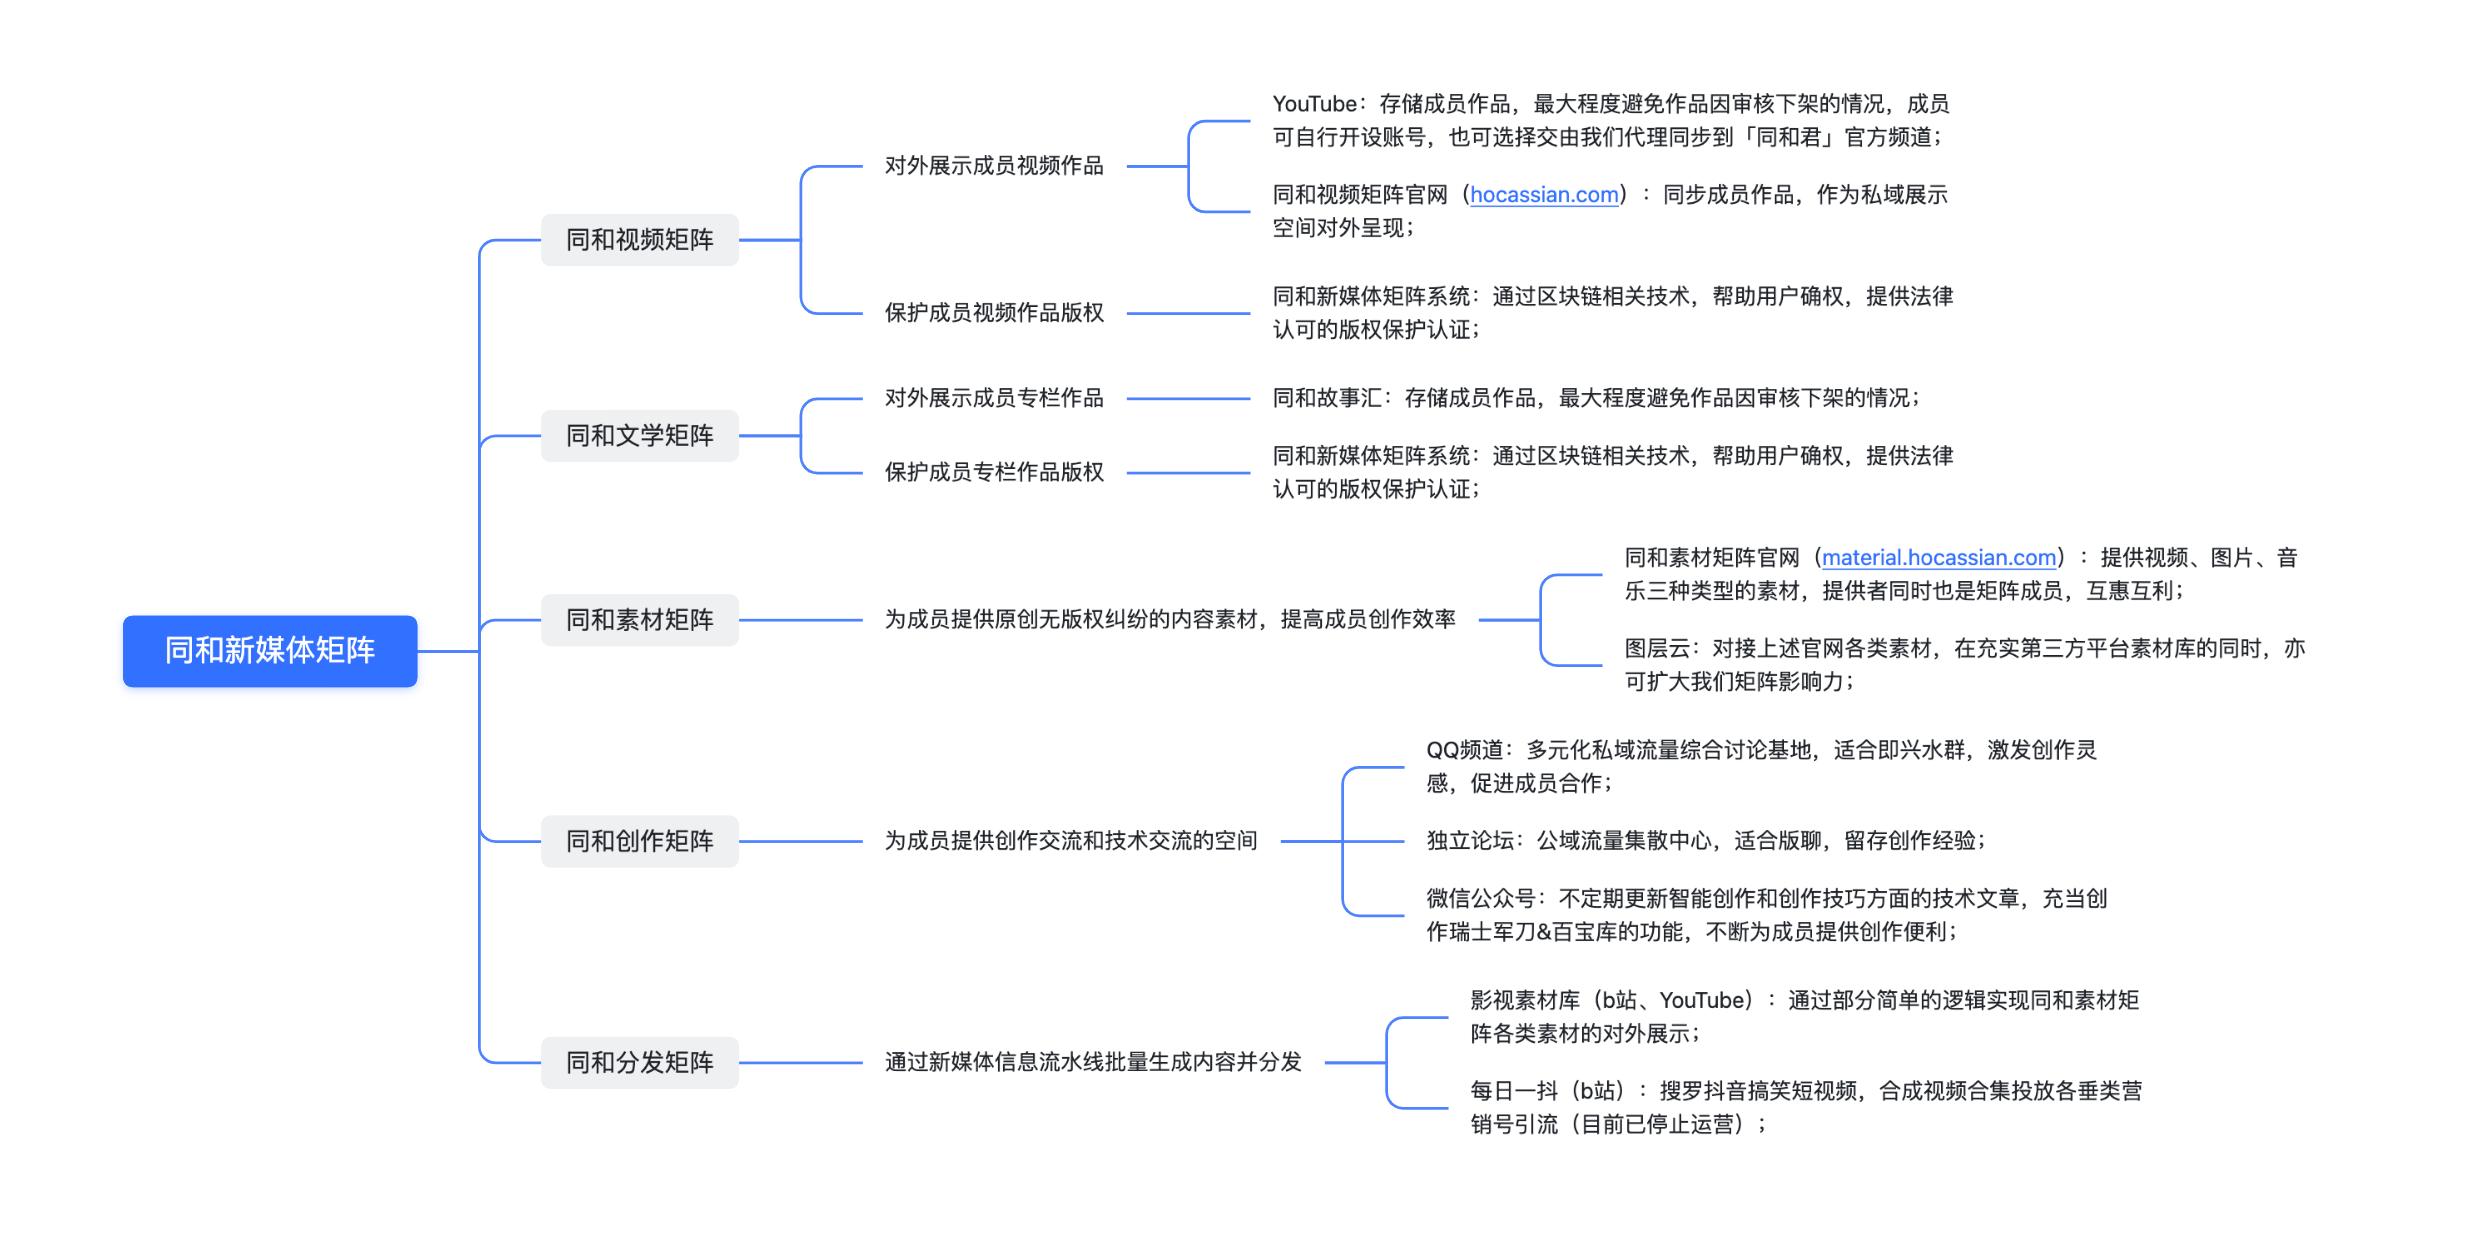 同和新媒体矩阵
同和视频矩阵
对外展示成员视频作品
YouTube：存储成员作品，最大程度避免作品因审核下架的情况，成员
可自行开设账号，也可选择交由我们代理同步到「同和君」官方频道；
同和视频矩阵官网（hocassian.com）：同步成员作品，作为私域展示
空间对外呈现；
保护成员视频作品版权
同和新媒体矩阵系统：通过区块链相关技术，帮助用户确权，提供法律
认可的版权保护认证；
同和文学矩阵
对外展示成员专栏作品
同和故事汇：存储成员作品，最大程度避免作品因审核下架的情况；
保护成员专栏作品版权
同和新媒体矩阵系统：通过区块链相关技术，帮助用户确权，提供法律
认可的版权保护认证；
同和素材矩阵
为成员提供原创无版权纠纷的内容素材，提高成员创作效率
同和素材矩阵官网（material.hocassian.com）：提供视频、图片、音
乐三种类型的素材，提供者同时也是矩阵成员，互惠互利；
图层云：对接上述官网各类素材，在充实第三方平台素材库的同时，亦
可扩大我们矩阵影响力；
同和创作矩阵
为成员提供创作交流和技术交流的空间
QQ频道：多元化私域流量综合讨论基地，适合即兴水群，激发创作灵
感，促进成员合作；
独立论坛：公域流量集散中心，适合版聊，留存创作经验；
微信公众号：不定期更新智能创作和创作技巧方面的技术文章，充当创
作瑞士军刀&百宝库的功能，不断为成员提供创作便利；
同和分发矩阵
通过新媒体信息流水线批量生成内容并分发
影视素材库（b站、YouTube）：通过部分简单的逻辑实现同和素材矩
阵各类素材的对外展示；
每日一抖（b站）：搜罗抖音搞笑短视频，合成视频合集投放各垂类营
销号引流（目前已停止运营）；